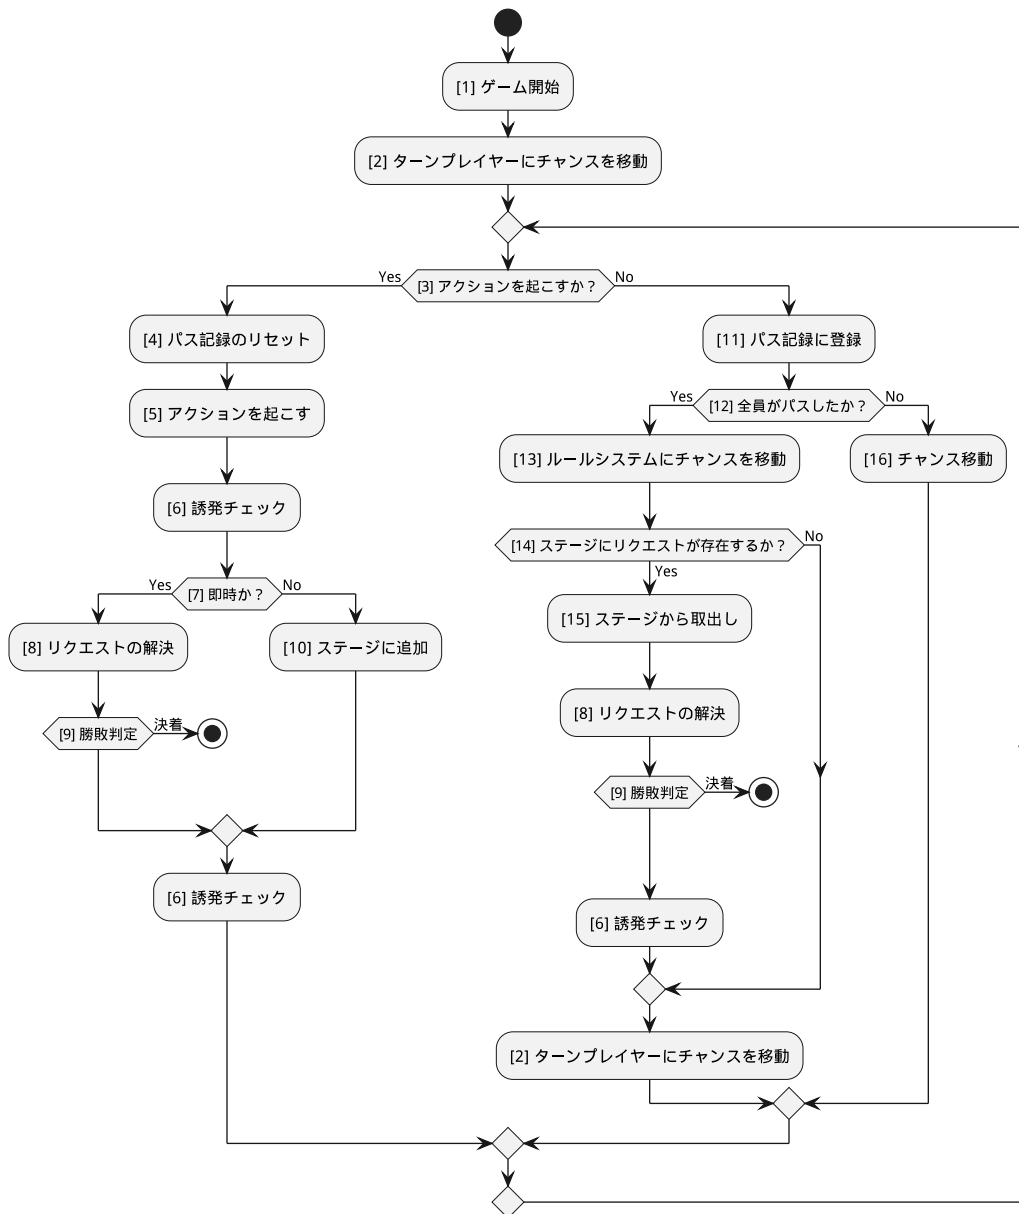 [1] ゲーム開始
[2] ターンプレイヤーにチャンスを移動
Yes
[3] アクションを起こすか？
No
[4] パス記録のリセット
[5] アクションを起こす
[6] 誘発チェック
Yes
[7] 即時か？
No
[8] リクエストの解決
[10] ステージに追加
[9] 勝敗判定
決着
[6] 誘発チェック
[11] パス記録に登録
Yes
[12] 全員がパスしたか？
No
[13] ルールシステムにチャンスを移動
[16] チャンス移動
[14] ステージにリクエストが存在するか？
No
Yes
[15] ステージから取出し
[8] リクエストの解決
[9] 勝敗判定
決着
[6] 誘発チェック
[2] ターンプレイヤーにチャンスを移動